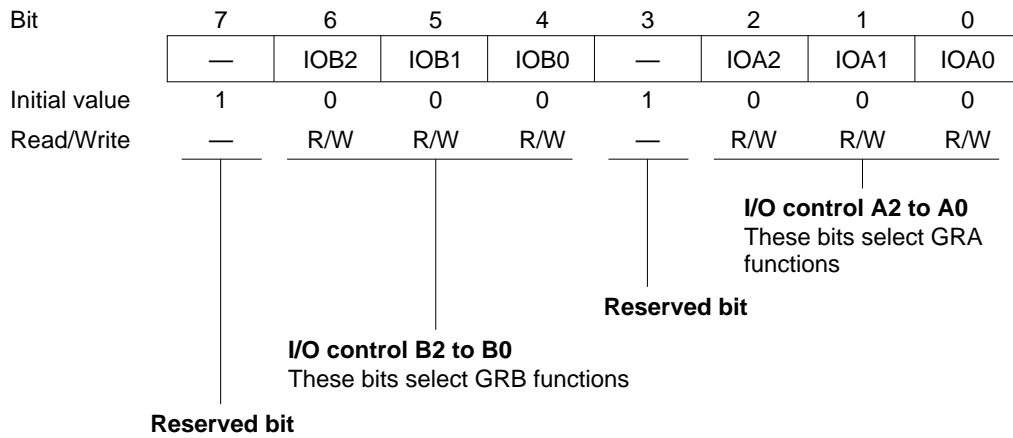 Bit 7 6 5 4 3 2 1 0
— IOB2 IOB1 IOB0 — IOA2 IOA1 IOA0
Initial value 1 0 0 0 1 0 0 0
Read/Write — R/W R/W R/W — R/W R/W R/W
I/O control A2 to A0
These bits select GRA
functions
Reserved bit
I/O control B2 to B0
These bits select GRB functions
Reserved bit